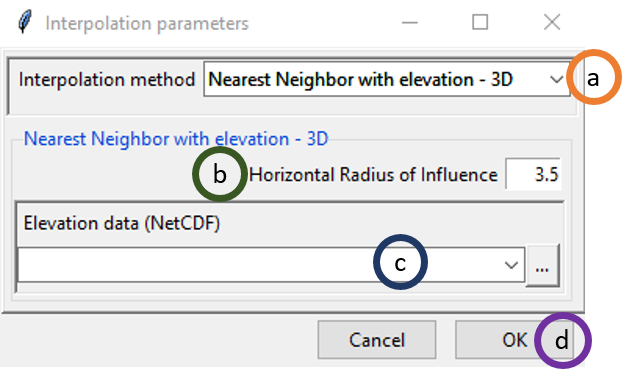 Interpolation parameters
Interpolation method Nearest Neighbor with elevation - 3D a
Nearest Neighbor with elevation - 3D
b Horizontal Radius of Influence 3.5
Elevation data (NetCDF)
c ...
Cancel OK d